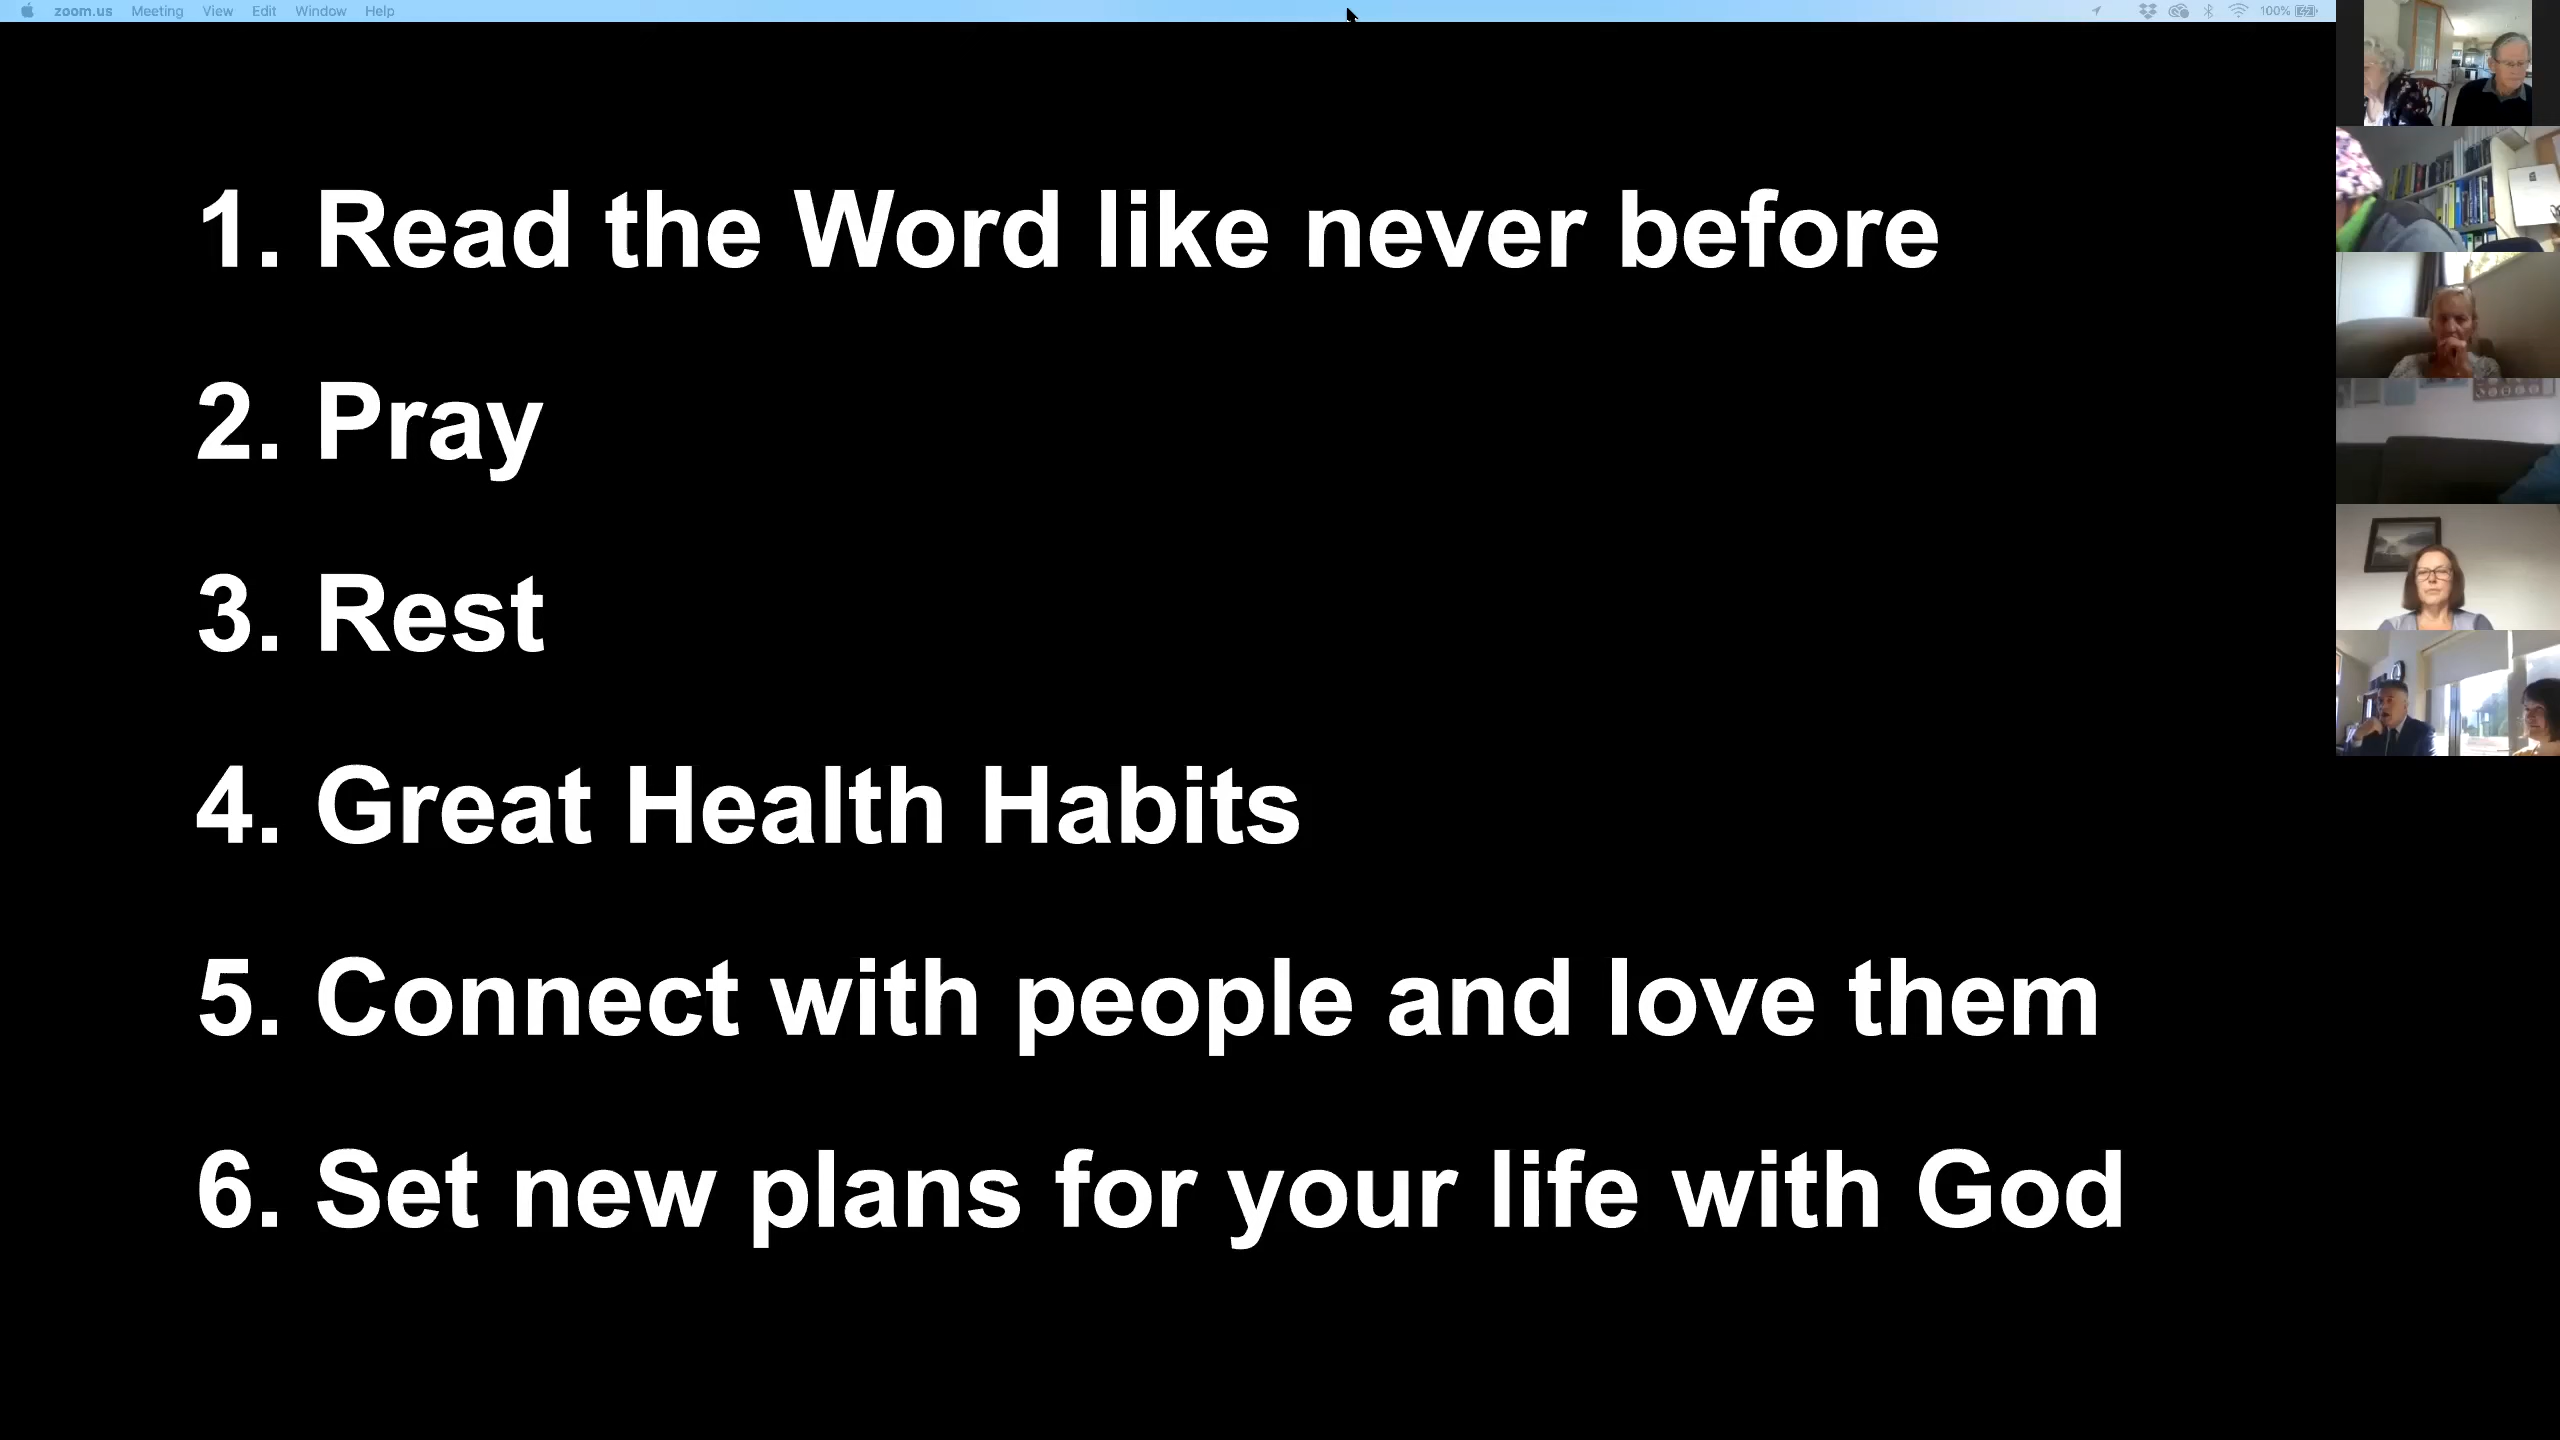 zoom.us Meeting View Edit Window Help 100%
1. Read the Word like never before
2. Pray
3. Rest
4. Great Health Habits
5. Connect with people and love them
6. Set new plans for your life with God